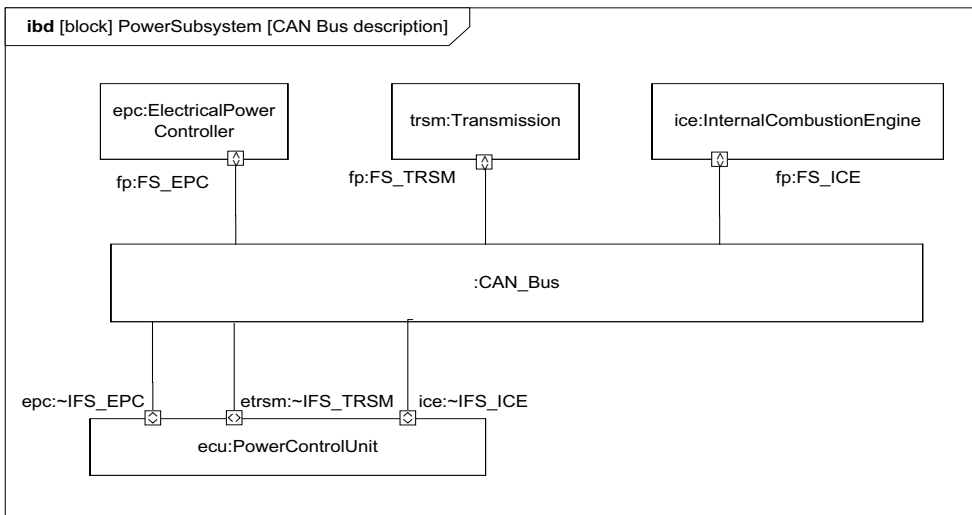 ibd [block] PowerSubsystem [CAN Bus description]
epc:ElectricalPower
Controller
trsm:Transmission
ice:InternalCombustionEngine
fp:FS_EPC
fp:FS_TRSM
fp:FS_ICE
:CAN_Bus
epc:~IFS_EPC
etrsm:~IFS_TRSM
ice:~IFS_ICE
ecu:PowerControlUnit